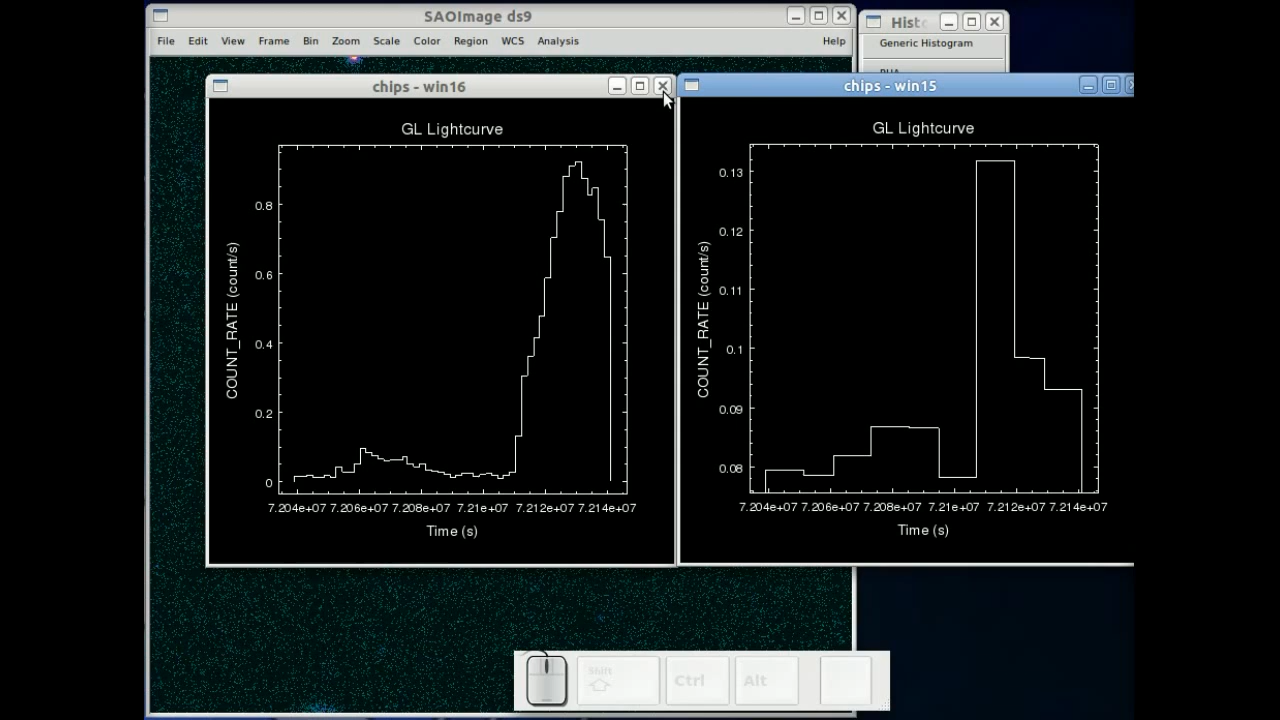 SAOImage ds9
File Edit View Frame Bin Zoom Scale Color Region WCS Analysis Help
Generic Histogram
chips - win16
GL Lightcurve
COUNT_RATE (count/s)
0.8
0.6
0.4
0.2
0
7.204e+07 7.206e+07 7.208e+07 7.21e+07 7.212e+07 7.214e+07
Time (s)
chips - win15
GL Lightcurve
COUNT_RATE (count/s)
0.13
0.12
0.11
0.1
0.09
0.08
7.204e+07 7.206e+07 7.208e+07 7.21e+07 7.212e+07 7.214e+07
Time (s)
Shift
Ctrl
Alt